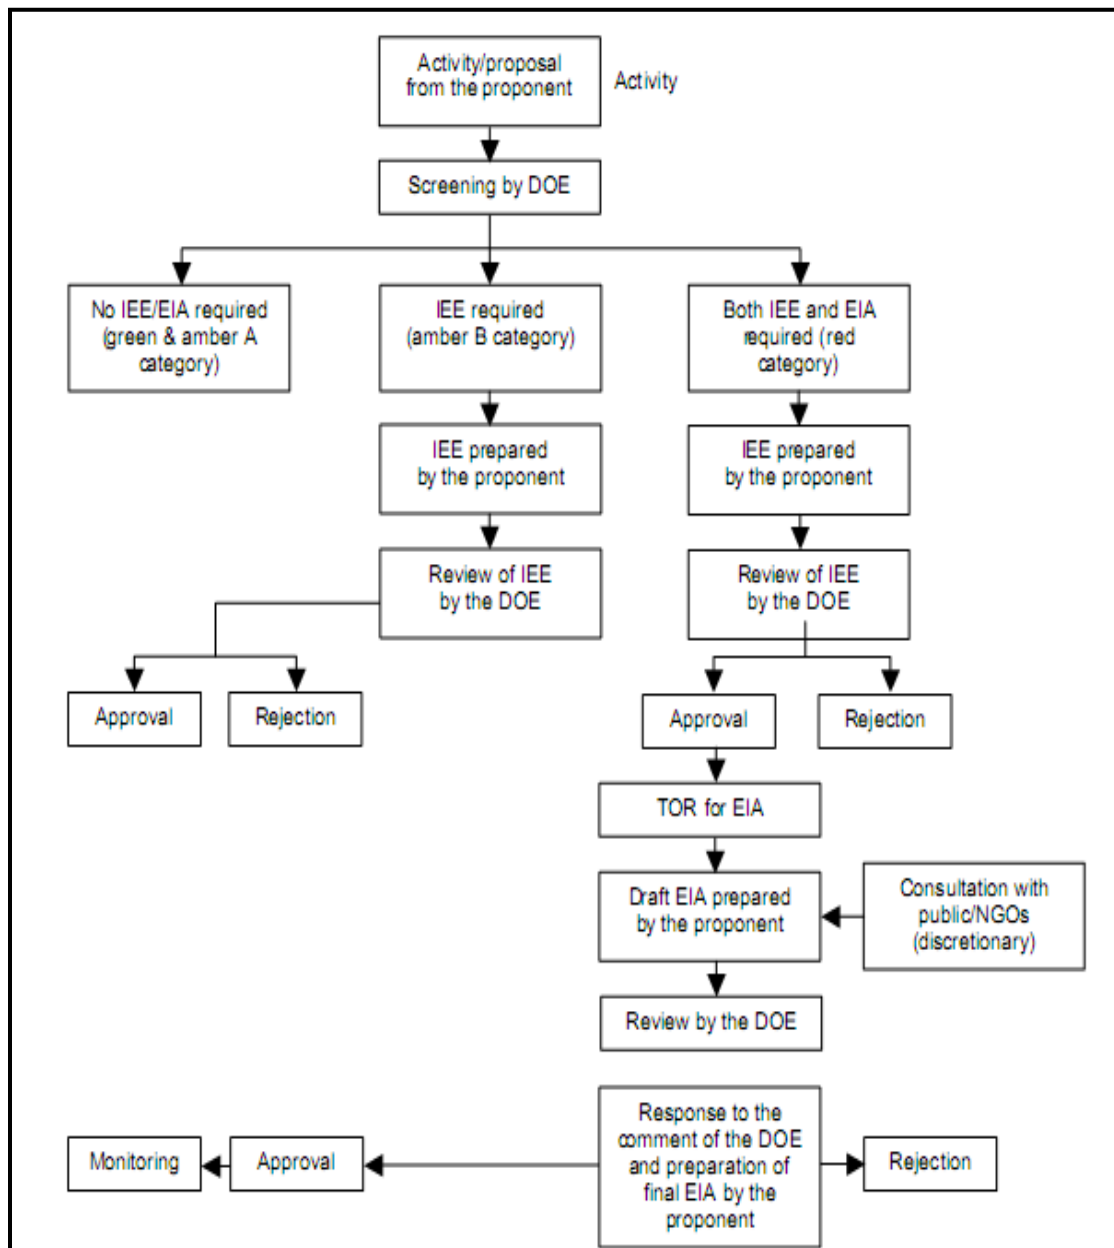 Activity/proposal
from the proponent
Activity
Screening by DOE
No IEE/EIA required
(green & amber A
category)
IEE required
(amber B category)
Both IEE and EIA
required (red
category)
IEE prepared
by the proponent
IEE prepared
by the proponent
Review of IEE
by the DOE
Review of IEE
by the DOE
Approval
Rejection
Approval
Rejection
TOR for EIA
Draft EIA prepared
by the proponent
Consultation with
public/NGOs
(discretionary)
Review by the DOE
Monitoring
Approval
Response to the
comment of the DOE
and preparation of
final EIA by the
proponent
Rejection